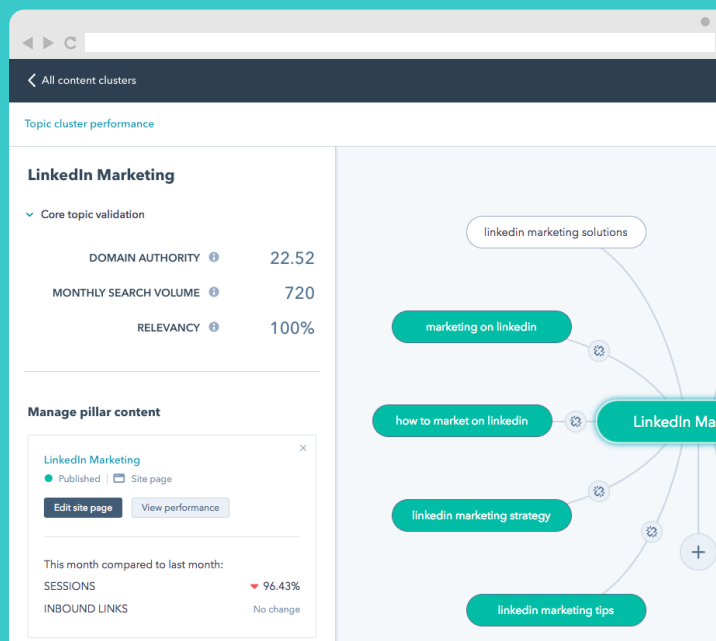 All content clusters
Topic cluster performance
LinkedIn Marketing
Core topic validation
DOMAIN AUTHORITY 22.52
MONTHLY SEARCH VOLUME 720
RELEVANCY 100%
Manage pillar content
LinkedIn Marketing
Published | Site page
Edit site page View performance
This month compared to last month:
SESSIONS 96.43%
INBOUND LINKS No change
linkedin marketing solutions
marketing on linkedin
how to market on linkedin
LinkedIn Ma
linkedin marketing strategy
linkedin marketing tips